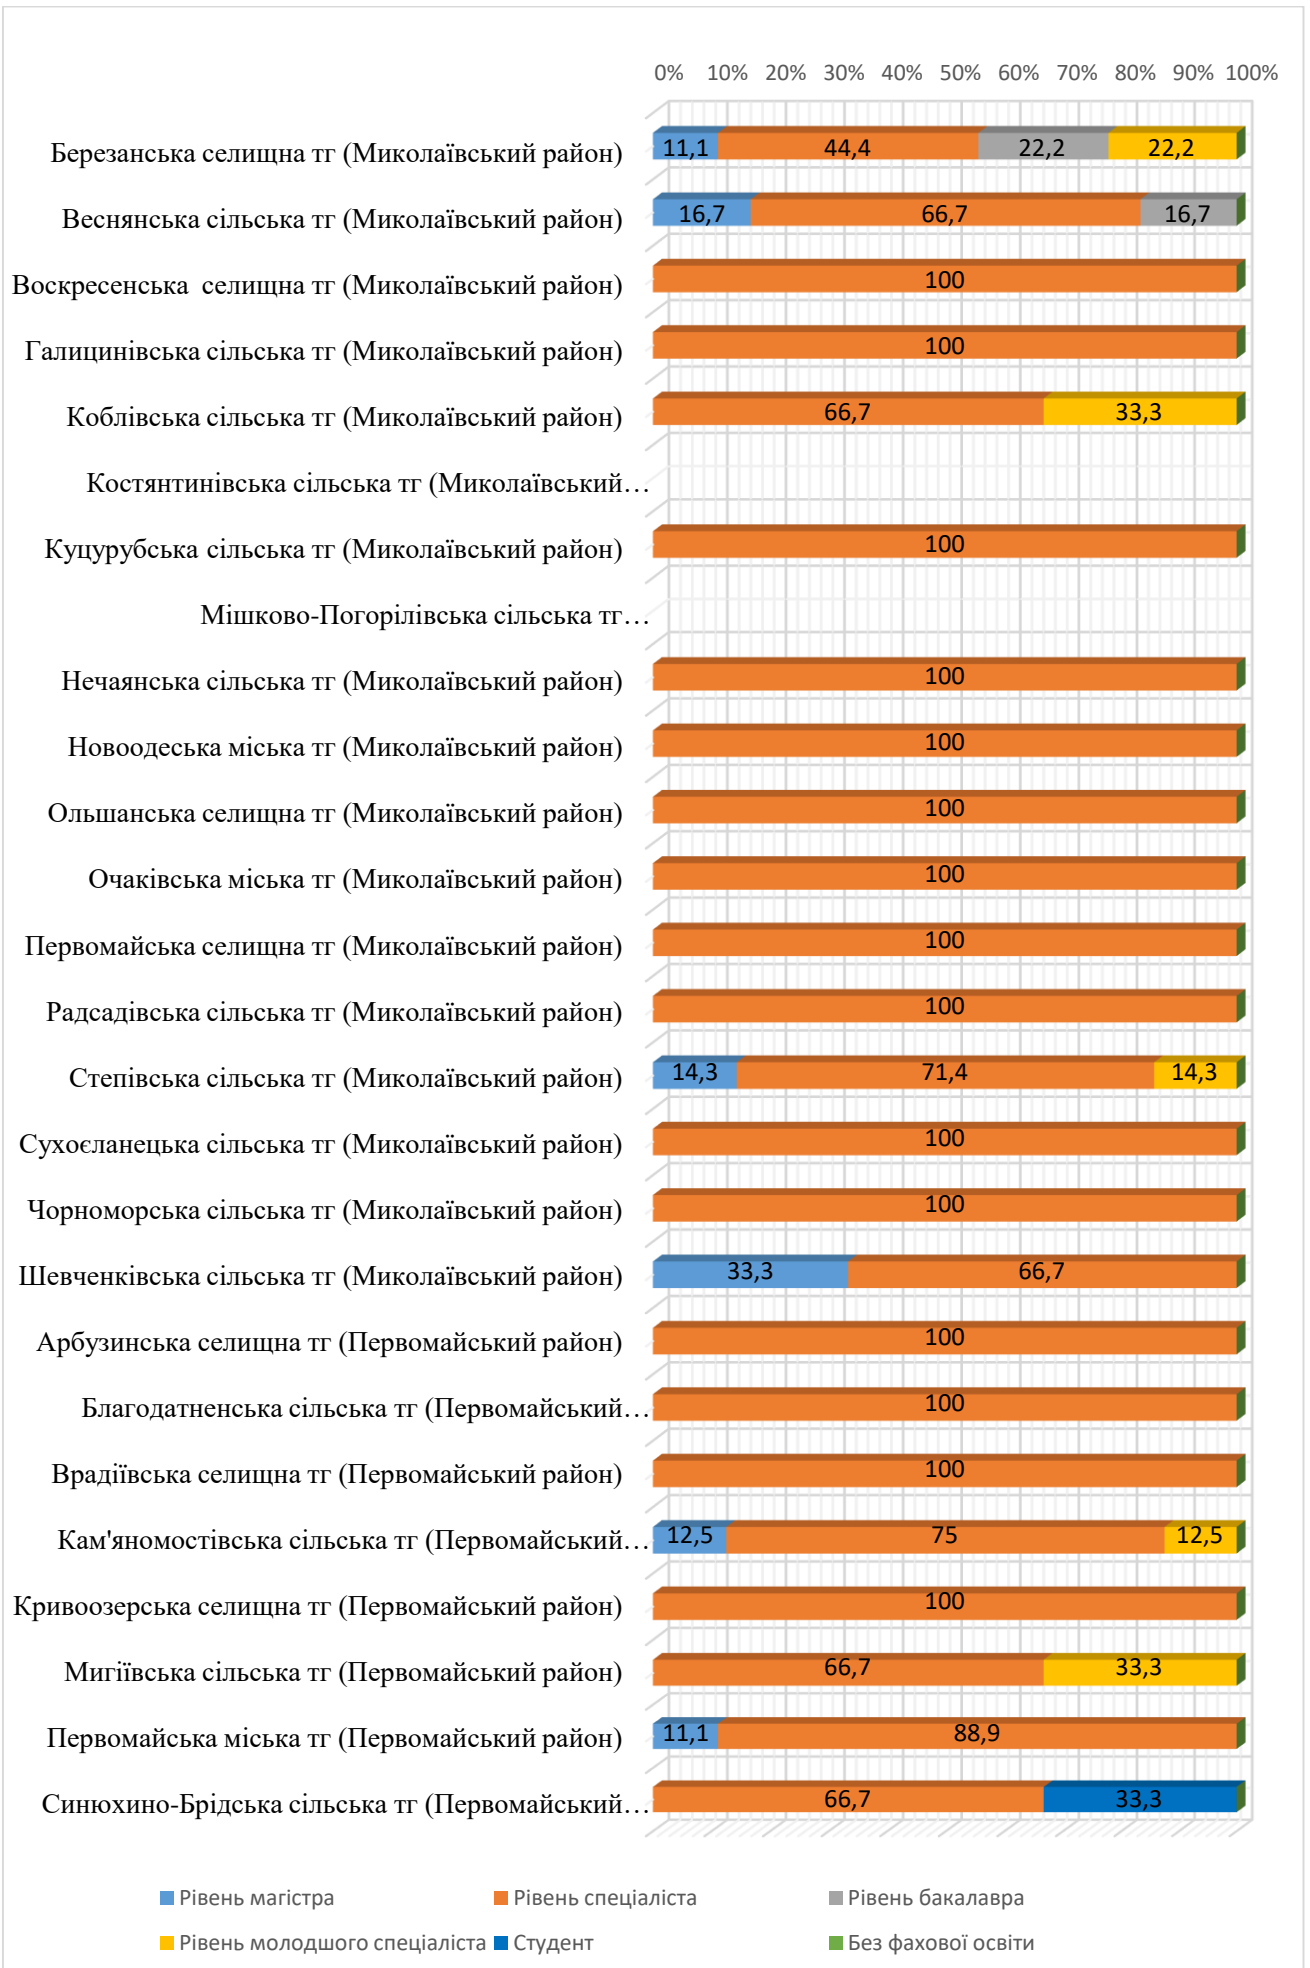 0% 10% 20% 30% 40% 50% 60% 70% 80% 90% 100%
Березанська селищна тг (Миколаївський район) 11,1 44,4 22,2 22,2
Веснянська сільська тг (Миколаївський район) 16,7 66,7 16,7
Воскресенська селищна тг (Миколаївський район) 100
Галицинівська сільська тг (Миколаївський район) 100
Коблівська сільська тг (Миколаївський район) 66,7 33,3
Костянтинівська сільська тг (Миколаївський…
Куцурубська сільська тг (Миколаївський район) 100
Мішково-Погорілівська сільська тг…
Нечаянська сільська тг (Миколаївський район) 100
Новоодеська міська тг (Миколаївський район) 100
Ольшанська селищна тг (Миколаївський район) 100
Очаківська міська тг (Миколаївський район) 100
Первомайська селищна тг (Миколаївський район) 100
Радсадівська сільська тг (Миколаївський район) 100
Степівська сільська тг (Миколаївський район) 14,3 71,4 14,3
Сухоєланецька сільська тг (Миколаївський район) 100
Чорноморська сільська тг (Миколаївський район) 100
Шевченківська сільська тг (Миколаївський район) 33,3 66,7
Арбузинська селищна тг (Первомайський район) 100
Благодатненська сільська тг (Первомайський… 100
Врадіївська селищна тг (Первомайський район) 100
Кам'яномостівська сільська тг (Первомайський… 12,5 75 12,5
Кривоозерська селищна тг (Первомайський район) 100
Мигіївська сільська тг (Первомайський район) 66,7 33,3
Первомайська міська тг (Первомайський район) 11,1 88,9
Синюхино-Брідська сільська тг (Первомайський… 66,7 33,3
Рівень магістра Рівень спеціаліста Рівень бакалавра
Рівень молодшого спеціаліста Студент Без фахової освіти